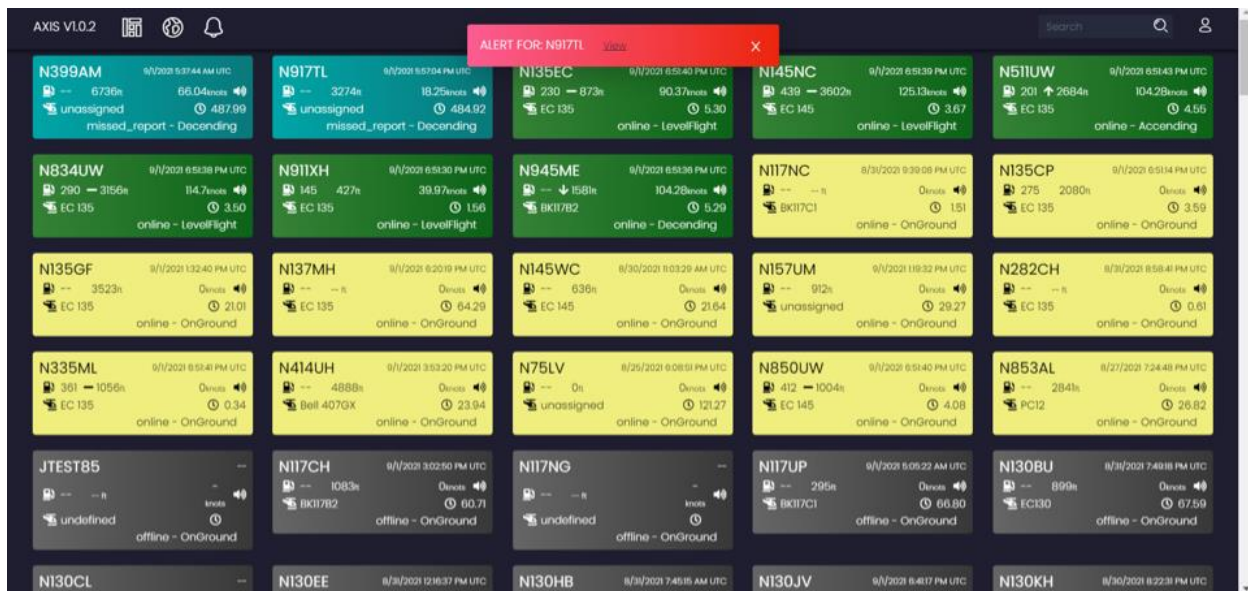 AXIS V1.0.2
Search
ALERT FOR: N917TL View X
N399AM 9/1/2021 5:37:44 AM UTC
-- 6736ft 66.04knots
unassigned 487.99
missed_report - Decending
N917TL 9/1/2021 5:57:04 PM UTC
-- 3274ft 18.25knots
unassigned 484.92
missed_report - Decending
N135EC 9/1/2021 6:51:40 PM UTC
230 — 873ft 90.37knots
EC 135 5.30
online - LevelFlight
N145NC 9/1/2021 6:51:39 PM UTC
439 — 3602ft 125.13knots
EC 145 3.67
online - LevelFlight
N511UW 9/1/2021 6:51:43 PM UTC
201 ↑ 2684ft 104.28knots
EC 135 4.55
online - Accending
N834UW 9/1/2021 6:51:38 PM UTC
290 — 3156ft 114.7knots
EC 135 3.50
online - LevelFlight
N911XH 9/1/2021 6:51:30 PM UTC
145 427ft 39.97knots
EC 135 1.56
online - LevelFlight
N945ME 9/1/2021 6:51:36 PM UTC
-- ↓ 1581ft 104.28knots
BK117B2 5.29
online - Decending
N117NC 8/31/2021 9:39:08 PM UTC
-- -- ft 0knots
BK117C1 1.51
online - OnGround
N135CP 9/1/2021 6:51:14 PM UTC
275 2080ft 0knots
EC 135 3.59
online - OnGround
N135GF 9/1/2021 1:32:40 PM UTC
-- 3523ft 0knots
EC 135 21.01
online - OnGround
N137MH 9/1/2021 6:20:19 PM UTC
-- -- ft 0knots
EC 135 64.29
online - OnGround
N145WC 8/30/2021 11:03:29 AM UTC
-- 636ft 0knots
EC 145 21.64
online - OnGround
N157UM 9/1/2021 1:19:32 PM UTC
-- 912ft 0knots
unassigned 29.27
online - OnGround
N282CH 8/31/2021 8:58:41 PM UTC
-- -- ft 0knots
EC 135 0.61
online - OnGround
N335ML 9/1/2021 6:51:41 PM UTC
361 — 1056ft 0knots
EC 135 0.34
online - OnGround
N414UH 9/1/2021 3:53:20 PM UTC
-- 4888ft 0knots
Bell 407GX 23.94
online - OnGround
N75LV 8/25/2021 6:08:51 PM UTC
-- 0ft 0knots
unassigned 121.27
online - OnGround
N850UW 9/1/2021 6:51:40 PM UTC
412 — 1004ft 0knots
EC 145 4.08
online - OnGround
N853AL 8/27/2021 7:24:48 PM UTC
-- 2841ft 0knots
PC12 26.82
online - OnGround
JTEST85 --
-- -- ft - knots
undefined
offline - OnGround
N117CH 9/1/2021 3:02:50 PM UTC
-- 1083ft 0knots
BK117B2 60.71
offline - OnGround
N117NG --
-- -- ft - knots
undefined
offline - OnGround
N117UP 9/1/2021 5:05:22 AM UTC
-- 295ft 0knots
BK117C1 66.80
offline - OnGround
N130BU 8/31/2021 7:49:18 PM UTC
-- 899ft 0knots
EC130 67.59
offline - OnGround
N130CL --
N130EE 8/31/2021 12:16:37 PM UTC
N130HB 8/31/2021 7:45:15 AM UTC
N130JV 9/1/2021 6:41:17 PM UTC
N130KH 8/30/2021 8:22:31 PM UTC